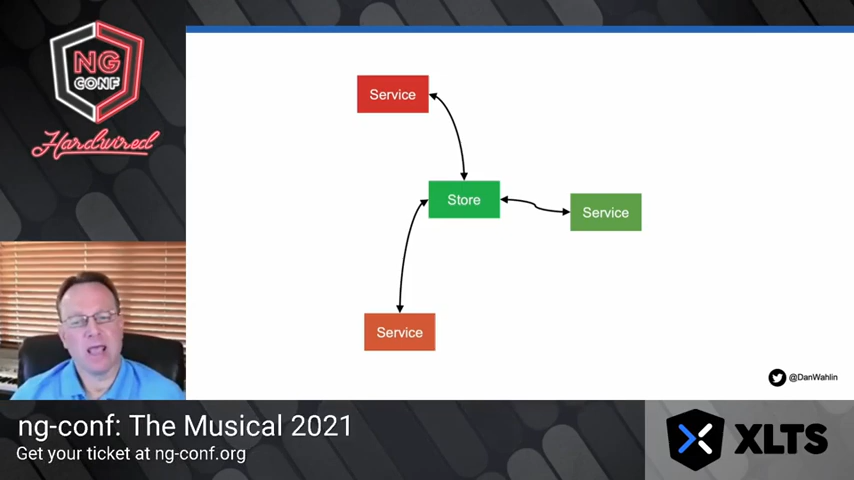 NG
CONF
Hardwired
Service
Store
Service
Service
@DanWahlin
ng-conf: The Musical 2021
Get your ticket at ng-conf.org
XLTS